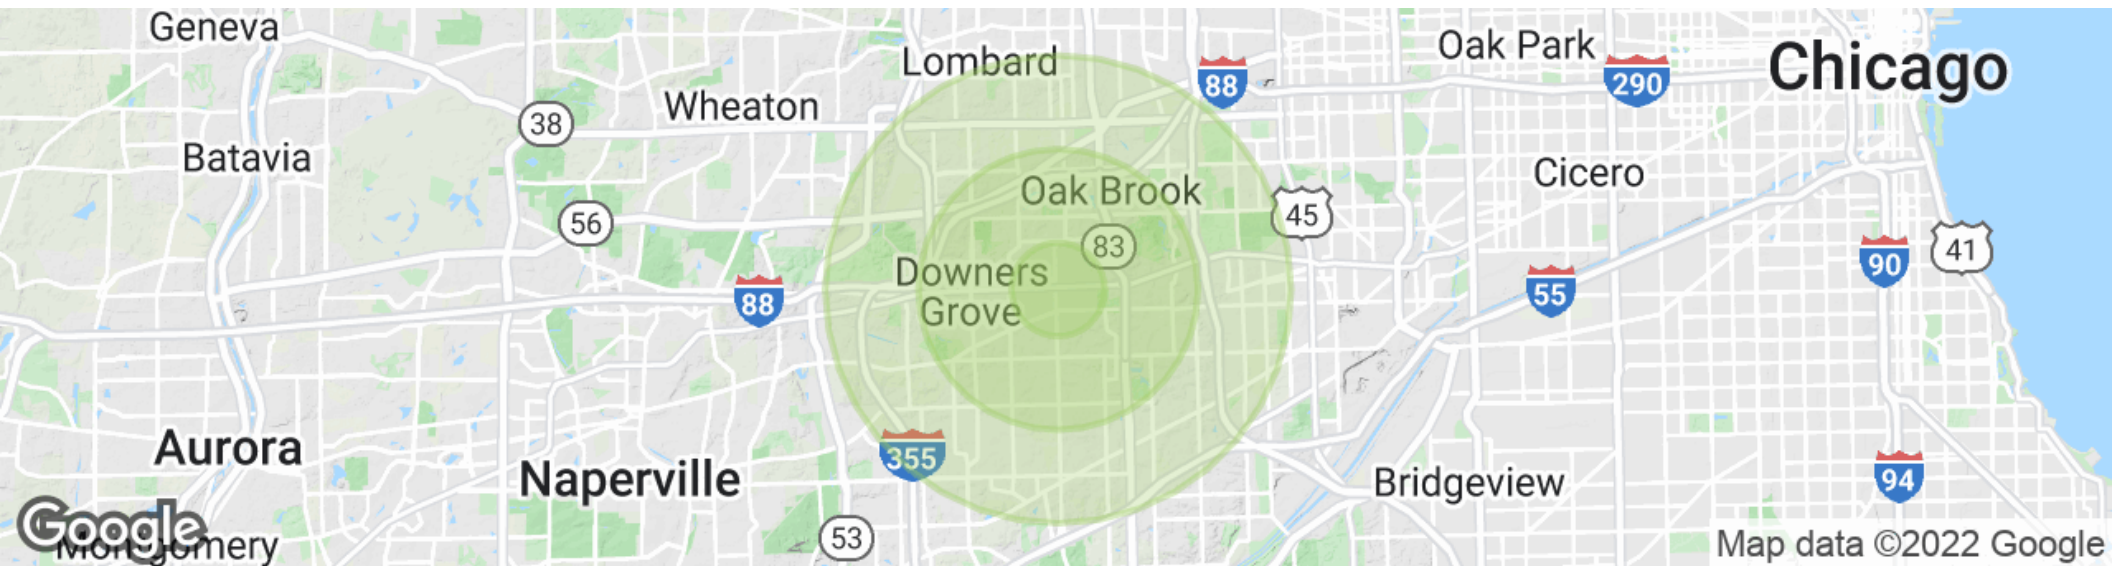 Geneva
Lombard
Oak Park
Chicago
88
290
Wheaton
38
Batavia
Cicero
Oak Brook
56
45
83
41
90
Downers
Grove
88
55
Aurora
355
Naperville
Bridgeview
94
Google
Montgomery
53
Map data ©2022 Google